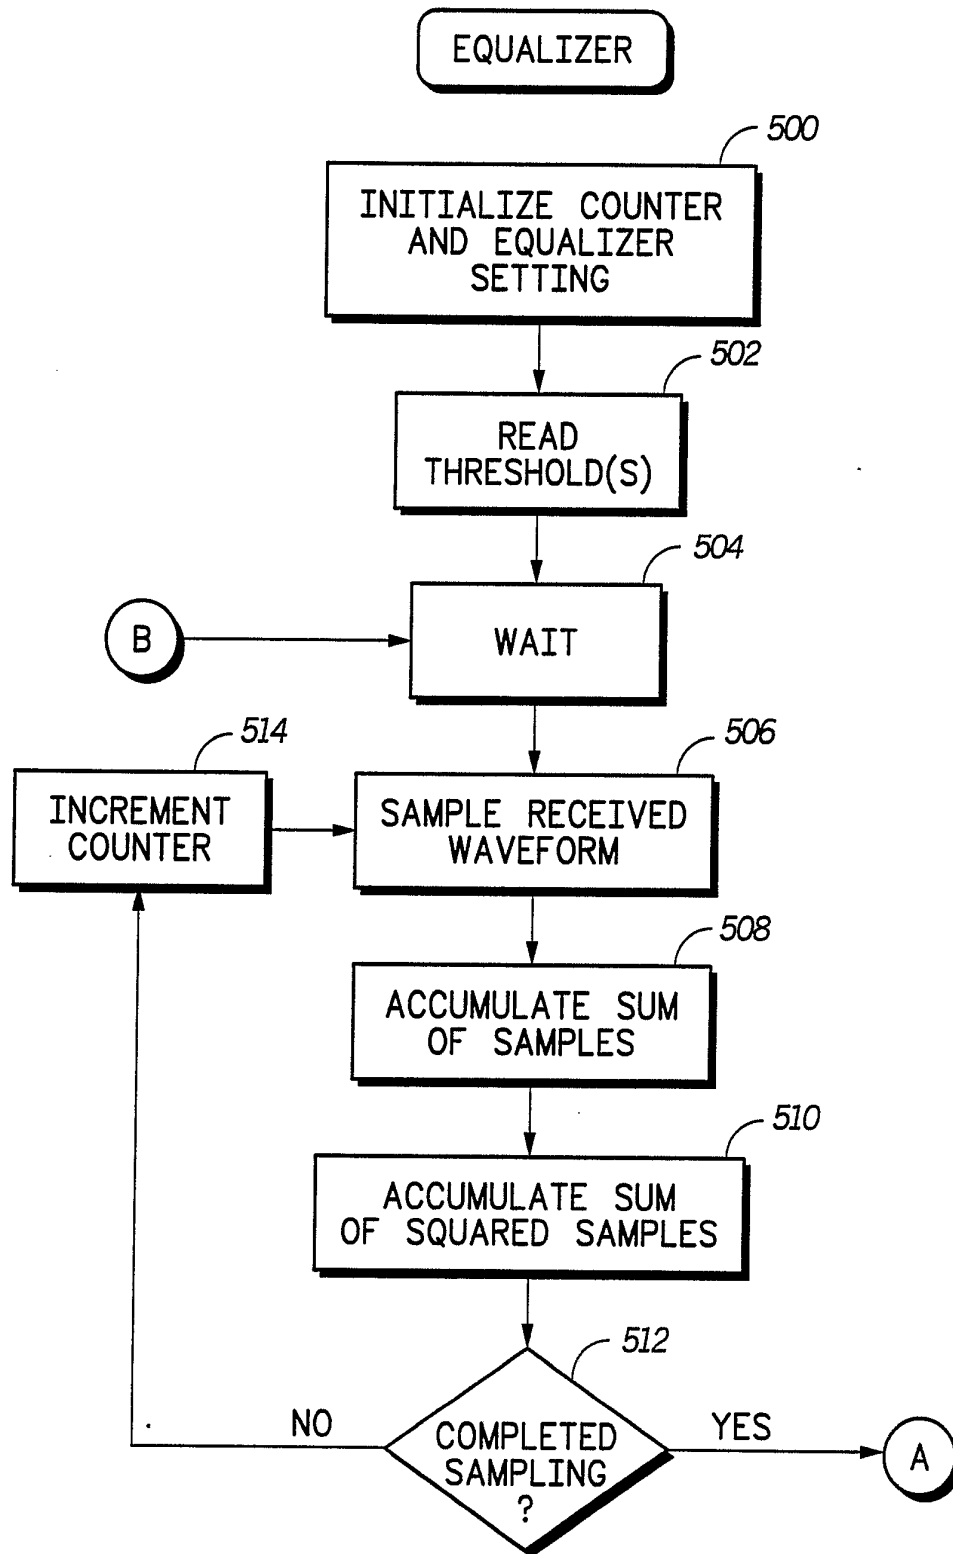 EQUALIZER
500
INITIALIZE COUNTER
AND EQUALIZER
SETTING
502
READ
THRESHOLD(S)
504
B
WAIT
514
506
INCREMENT
COUNTER
SAMPLE RECEIVED
WAVEFORM
508
ACCUMULATE SUM
OF SAMPLES
510
ACCUMULATE SUM
OF SQUARED SAMPLES
512
NO
COMPLETED
SAMPLING
?
YES
A